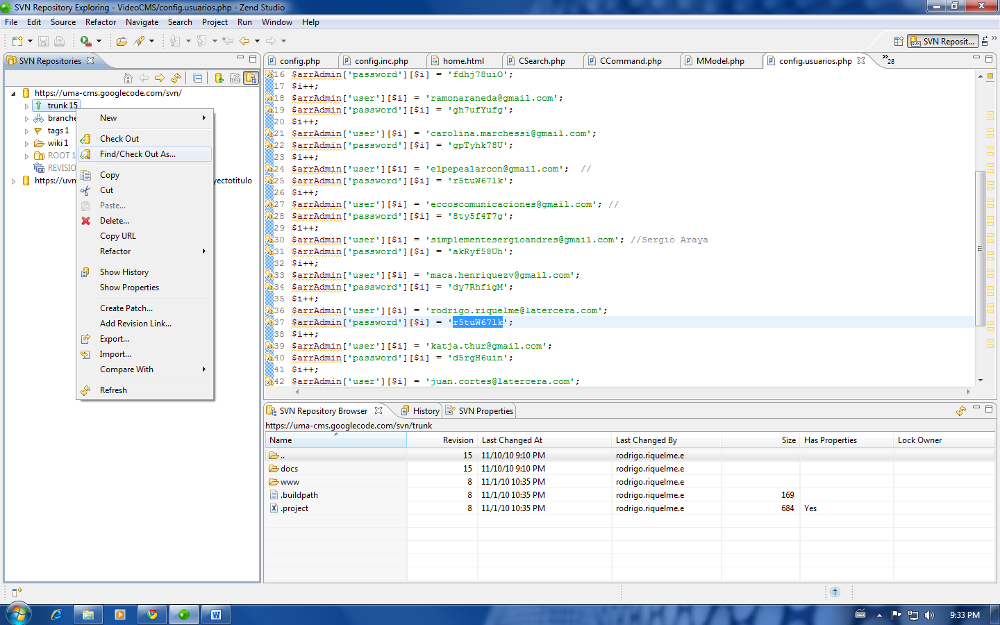 SVN Repository Exploring - VideoCMS/config.usuarios.php - Zend Studio
File Edit Source Refactor Navigate Search Project Run Window Help
SVN Reposit...
SVN Repositories
https://uma-cms.googlecode.com/svn/
trunk 15
branche
tags 1
wiki 1
ROOT 1
REVISIO
https://uvn
yectotitulo
New
Check Out
Find/Check Out As...
Copy
Cut
Paste...
Delete...
Copy URL
Refactor
Show History
Show Properties
Create Patch...
Add Revision Link...
Export...
Import...
Compare With
Refresh
config.php config.inc.php home.html CSearch.php CCommand.php MModel.php config.usuarios.php 28
16 $arrAdmin['password'][$i] = 'fdhj78uiO';
17 $i++;
18 $arrAdmin['user'][$i] = 'ramonaraneda@gmail.com';
19 $arrAdmin['password'][$i] = 'gh7ufYufg';
20 $i++;
21 $arrAdmin['user'][$i] = 'carolina.marchessi@gmail.com';
22 $arrAdmin['password'][$i] = 'gpTyhk78U';
23 $i++;
24 $arrAdmin['user'][$i] = 'elpepealarcon@gmail.com';  //
25 $arrAdmin['password'][$i] = 'r5tuW67lk';
26 $i++;
27 $arrAdmin['user'][$i] = 'eccoscomunicaciones@gmail.com'; //
28 $arrAdmin['password'][$i] = '8ty5f4T7g';
29 $i++;
30 $arrAdmin['user'][$i] = 'simplementesergioandres@gmail.com'; //Sergio Araya
31 $arrAdmin['password'][$i] = 'akRyf58Uh';
32 $i++;
33 $arrAdmin['user'][$i] = 'maca.henriquezv@gmail.com';
34 $arrAdmin['password'][$i] = 'dy7RhfigM';
35 $i++;
36 $arrAdmin['user'][$i] = 'rodrigo.riquelme@latercera.com';
37 $arrAdmin['password'][$i] = 'r5tuW67lk';
38 $i++;
39 $arrAdmin['user'][$i] = 'katja.thur@gmail.com';
40 $arrAdmin['password'][$i] = 'd5rgH6uin';
41 $i++;
42 $arrAdmin['user'][$i] = 'juan.cortes@latercera.com';
SVN Repository Browser History SVN Properties
https://uma-cms.googlecode.com/svn/trunk
Name Revision Last Changed At Last Changed By Size Has Properties Lock Owner
.. 15 11/10/10 9:10 PM rodrigo.riquelme.e
docs 15 11/10/10 9:10 PM rodrigo.riquelme.e
www 8 11/1/10 10:35 PM rodrigo.riquelme.e
.buildpath 8 11/1/10 10:35 PM rodrigo.riquelme.e 169
.project 8 11/1/10 10:35 PM rodrigo.riquelme.e 684 Yes
9:33 PM